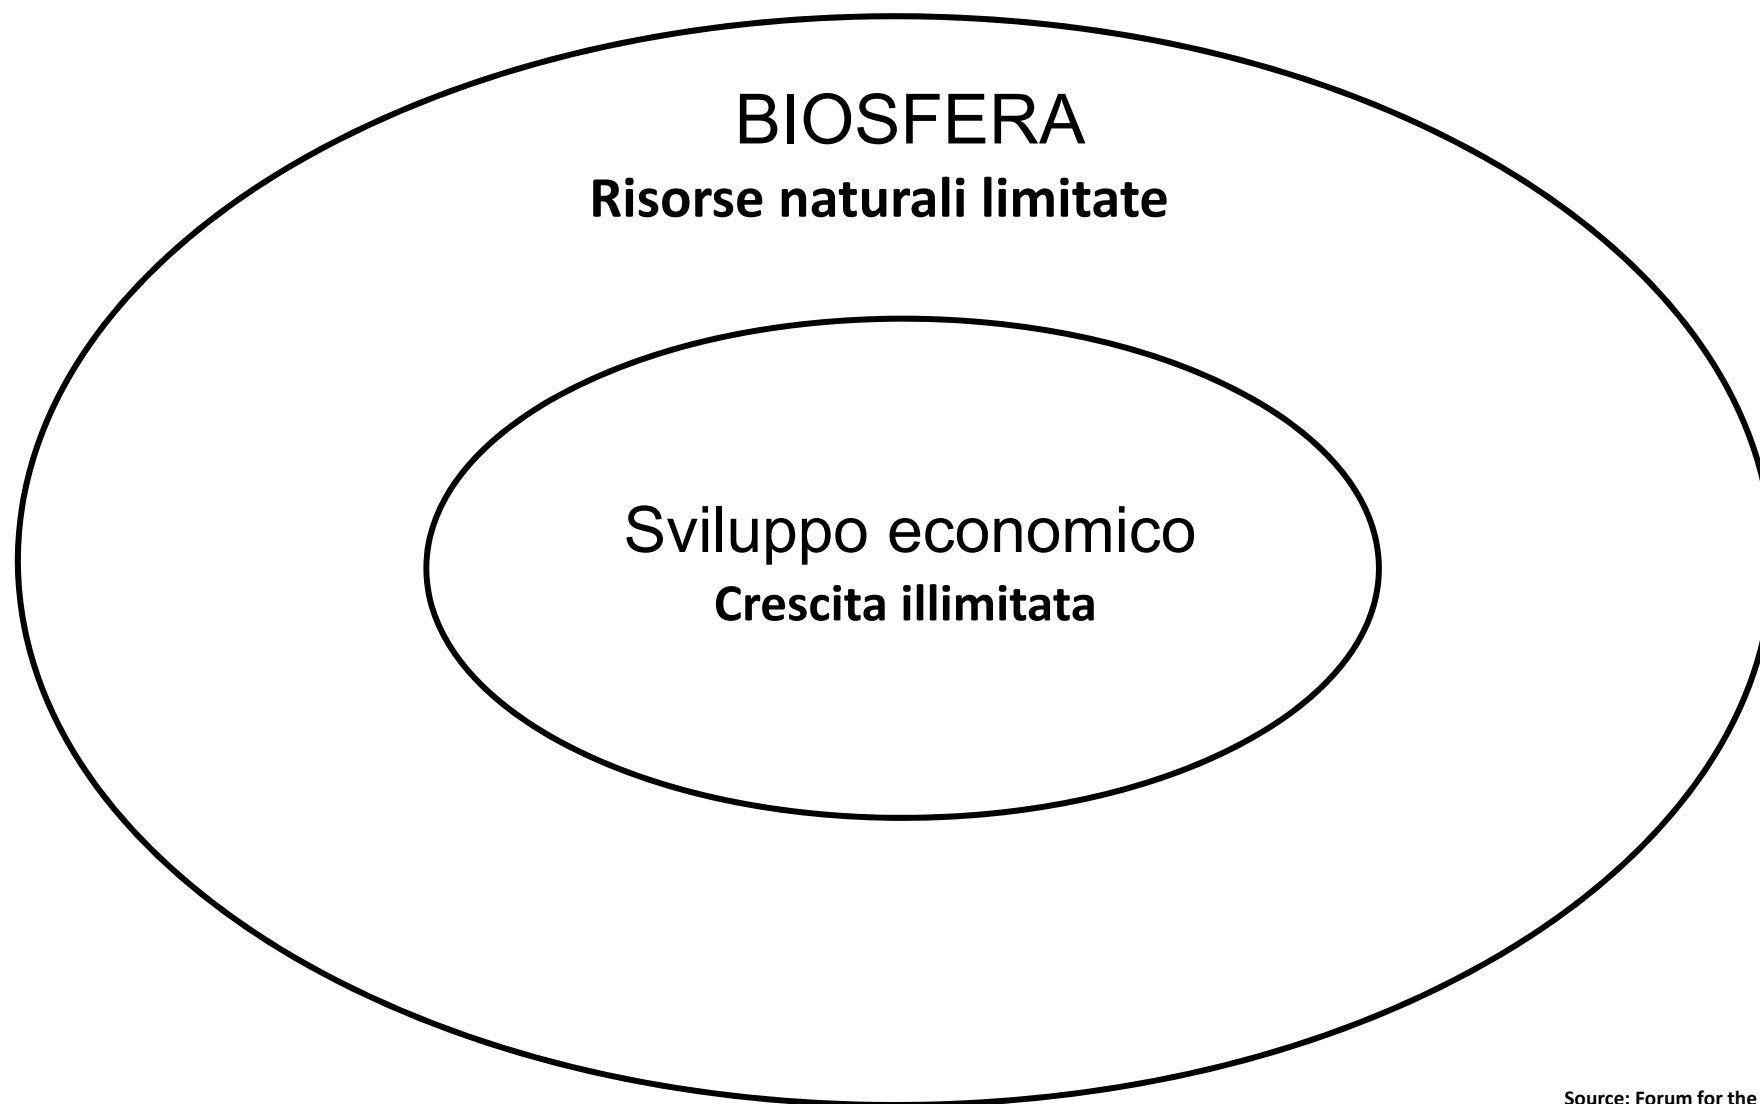 BIOSFERA
Risorse naturali limitate
Sviluppo economico
Crescita illimitata
Source: Forum for the